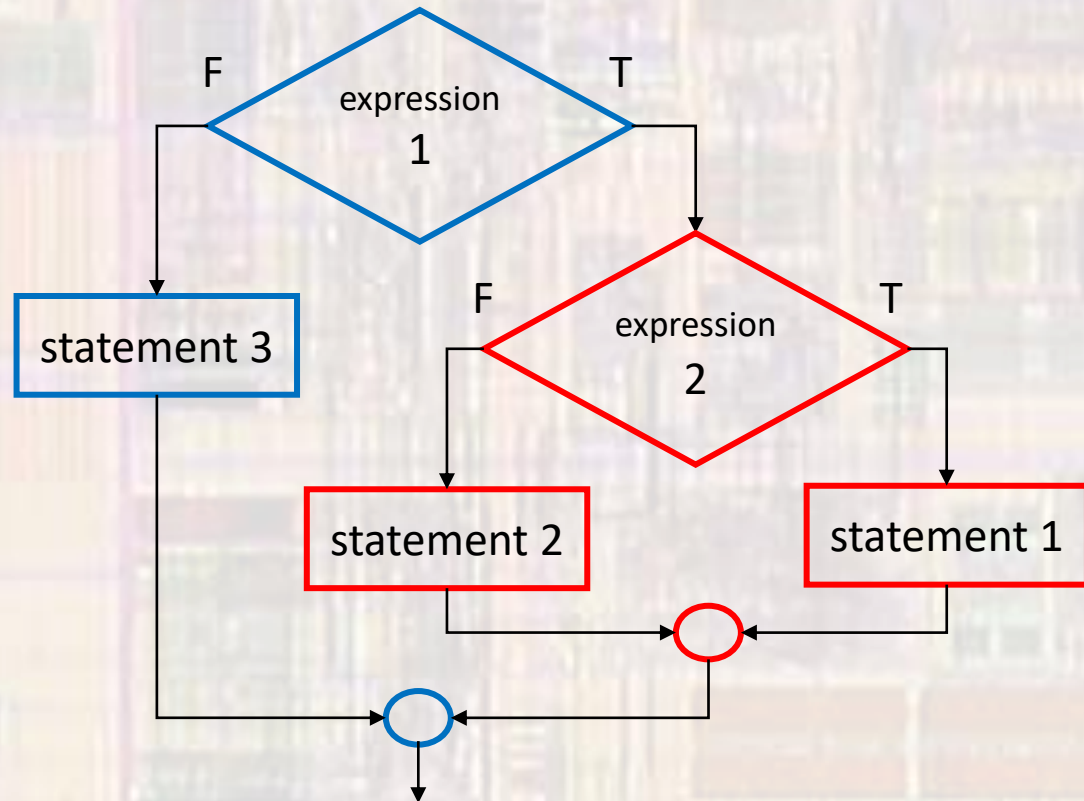 F
T
expression
1
F
T
expression
2
statement 3
statement 2
statement 1